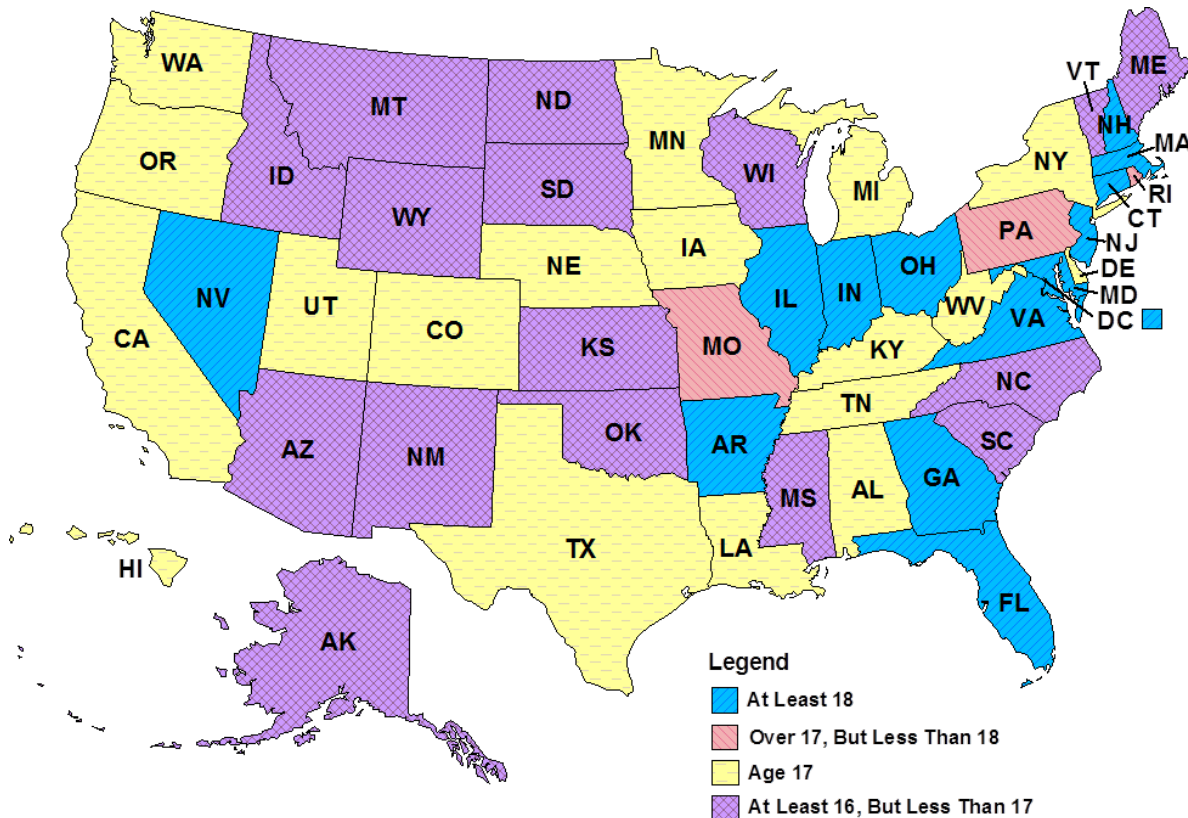 WA
VT
ME
MT
ND
MN
NH
MA
OR
ID
SD
WI
NY
MI
RI
WY
CT
PA
NJ
IA
NE
OH
DE
NV
IL
IN
MD
UT
WV
VA
DC
CA
CO
KS
MO
KY
NC
TN
OK
AR
SC
AZ
NM
GA
MS
AL
TX
LA
HI
FL
AK
Legend
At Least 18
Over 17, But Less Than 18
Age 17
At Least 16, But Less Than 17